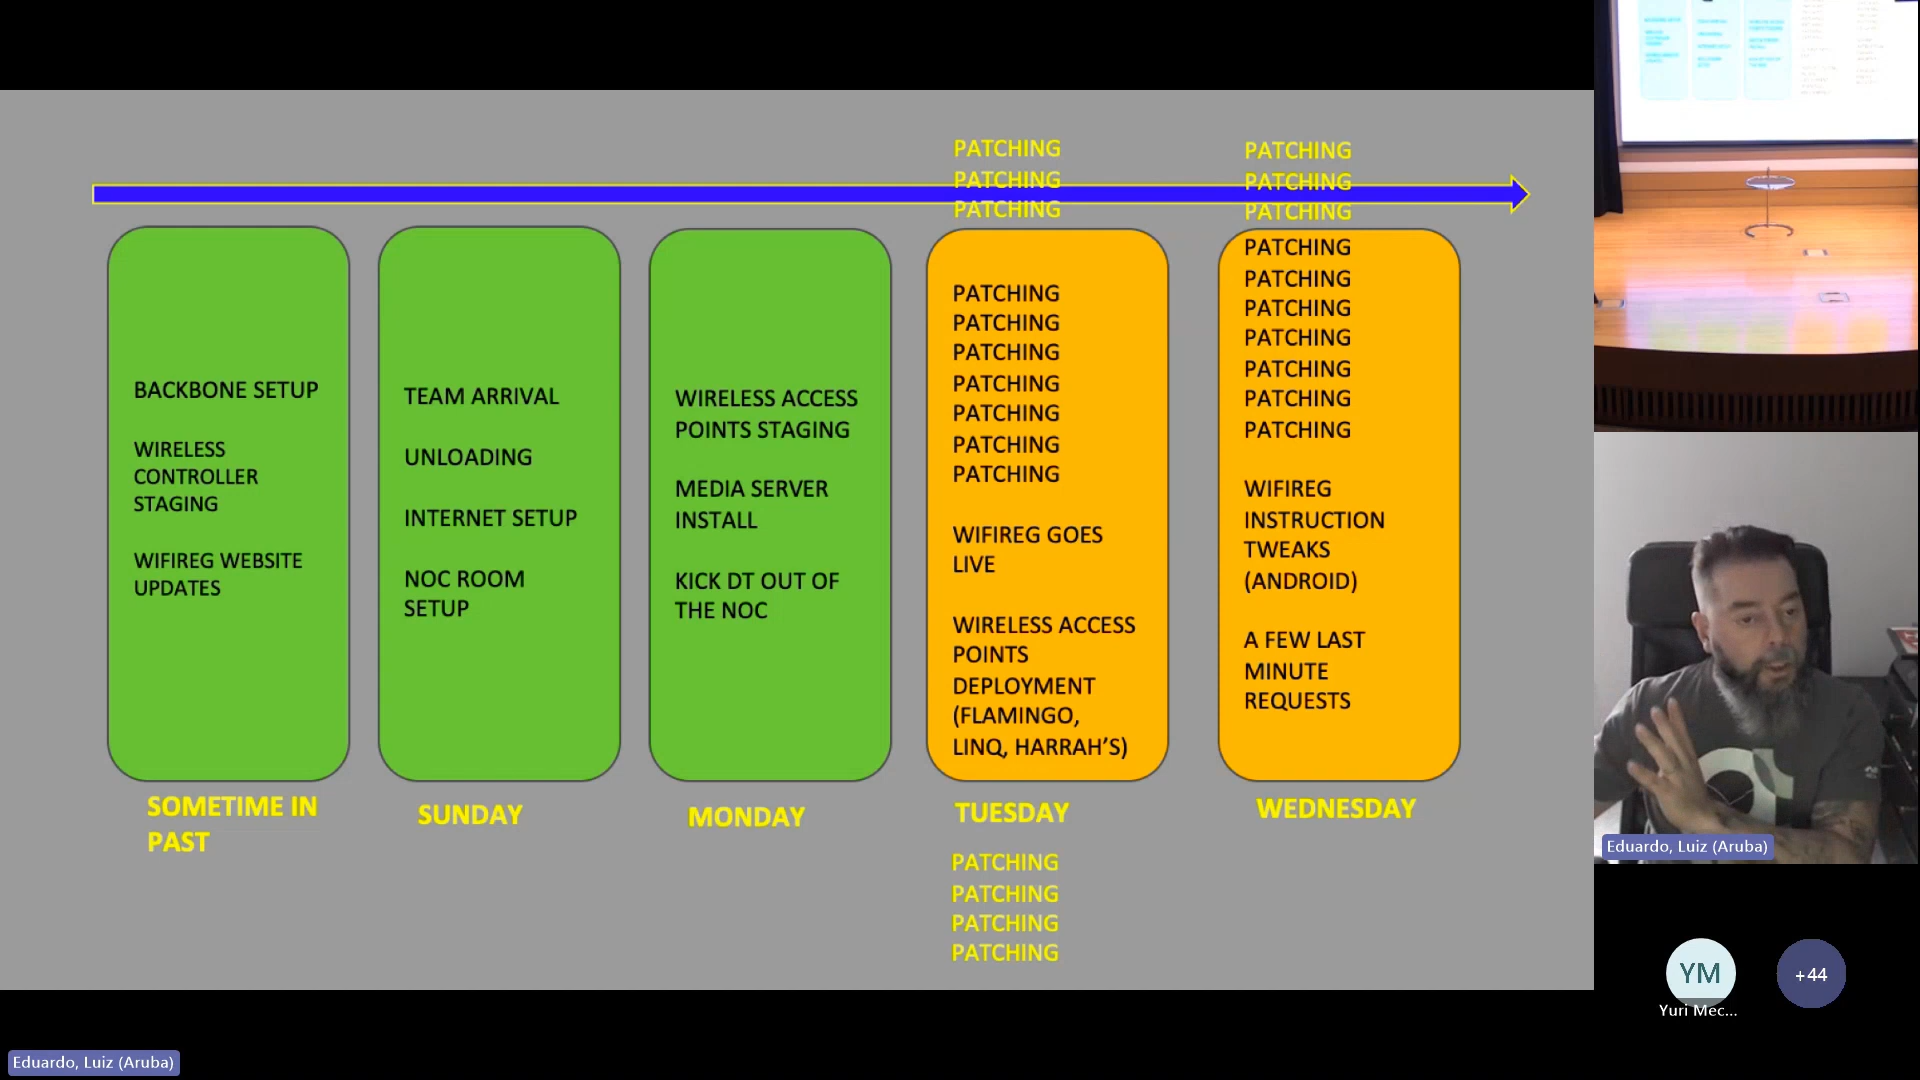 PATCHING
PATCHING
PATCHING
PATCHING
PATCHING
PATCHING
BACKBONE SETUP
WIRELESS
CONTROLLER
STAGING
WIFIREG WEBSITE
UPDATES
SOMETIME IN
PAST
TEAM ARRIVAL
UNLOADING
INTERNET SETUP
NOC ROOM
SETUP
SUNDAY
WIRELESS ACCESS
POINTS STAGING
MEDIA SERVER
INSTALL
KICK DT OUT OF
THE NOC
MONDAY
PATCHING
PATCHING
PATCHING
PATCHING
PATCHING
PATCHING
PATCHING
WIFIREG GOES
LIVE
WIRELESS ACCESS
POINTS
DEPLOYMENT
(FLAMINGO,
LINQ, HARRAH'S)
TUESDAY
PATCHING
PATCHING
PATCHING
PATCHING
PATCHING
PATCHING
PATCHING
PATCHING
PATCHING
PATCHING
PATCHING
WIFIREG
INSTRUCTION
TWEAKS
(ANDROID)
A FEW LAST
MINUTE
REQUESTS
WEDNESDAY
Eduardo, Luiz (Aruba)
YM
Yuri Mec...
+44
Eduardo, Luiz (Aruba)